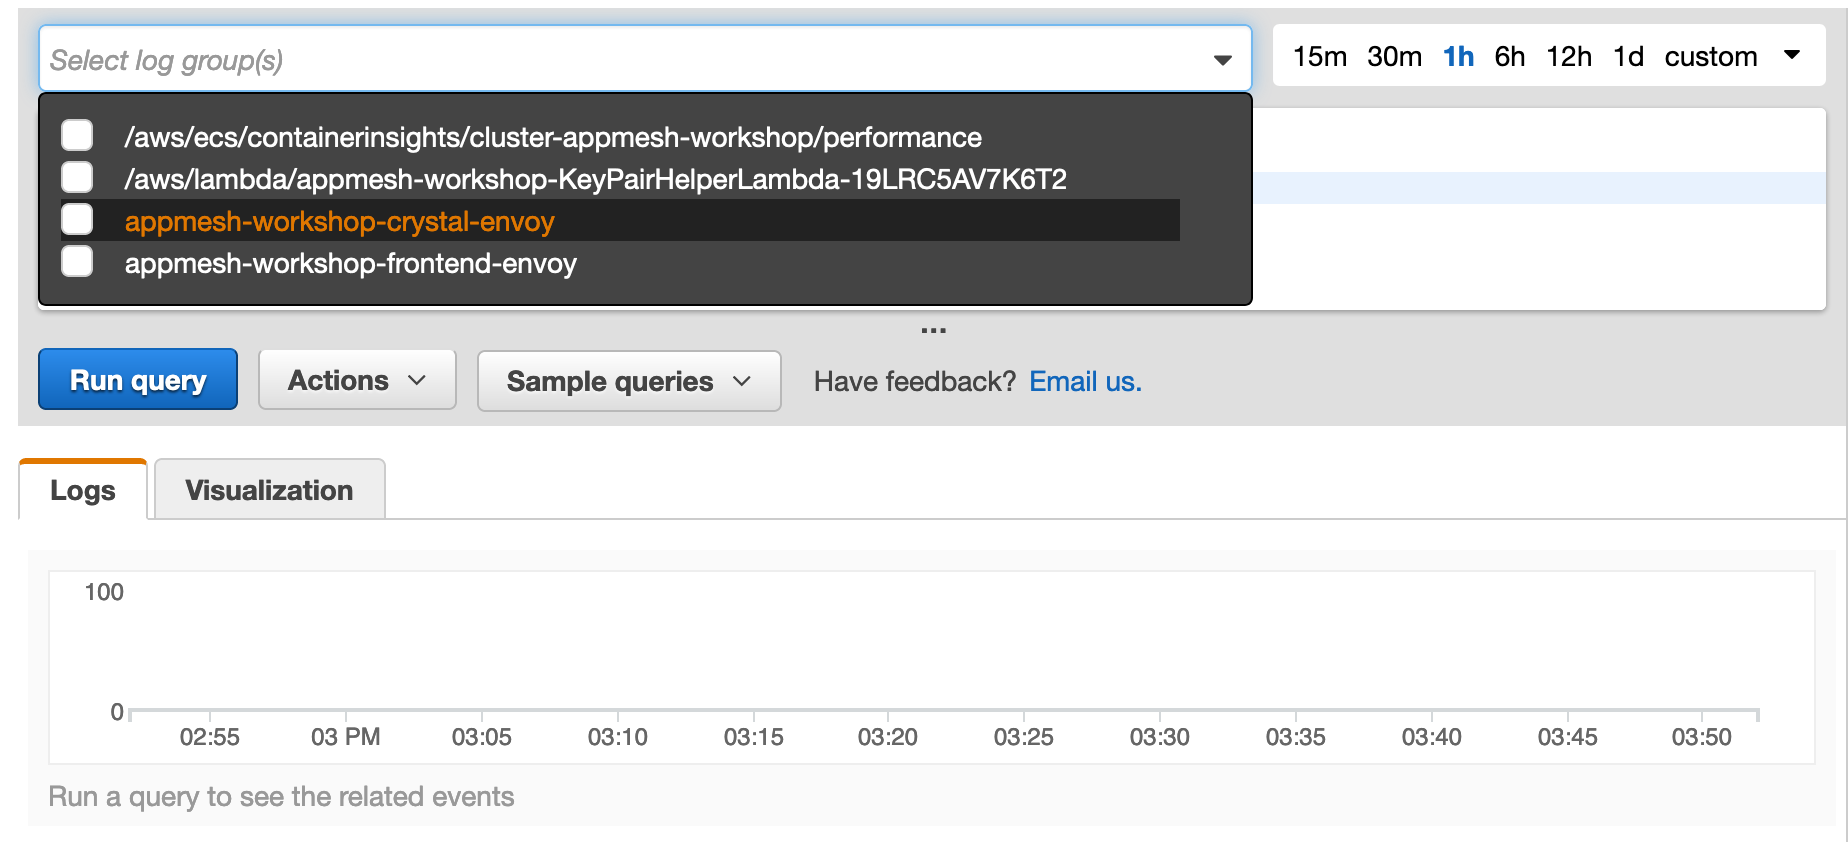 Select log group(s)
15m 30m 1h 6h 12h 1d custom
/aws/ecs/containerinsights/cluster-appmesh-workshop/performance
/aws/lambda/appmesh-workshop-KeyPairHelperLambda-19LRC5AV7K6T2
appmesh-workshop-crystal-envoy
appmesh-workshop-frontend-envoy
...
Run query Actions Sample queries Have feedback? Email us.
Logs Visualization
100
0
02:55 03 PM 03:05 03:10 03:15 03:20 03:25 03:30 03:35 03:40 03:45 03:50
Run a query to see the related events